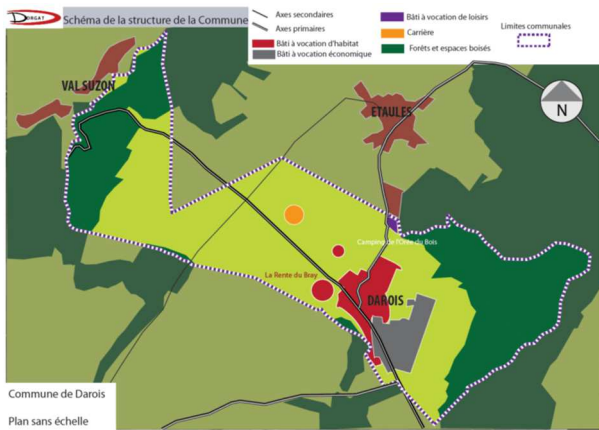 DORGAT
Schéma de la structure de la Commune
Axes secondaires
Axes primaires
Bâti à vocation d'habitat
Bâti à vocation économique
Bâti à vocation de loisirs
Carrière
Forêts et espaces boisés
Limites communales
VAL SUZON
ETAULES
N
Camping de l'Orée du Bois
La Rente du Bray
DAROIS
Commune de Darois
Plan sans échelle